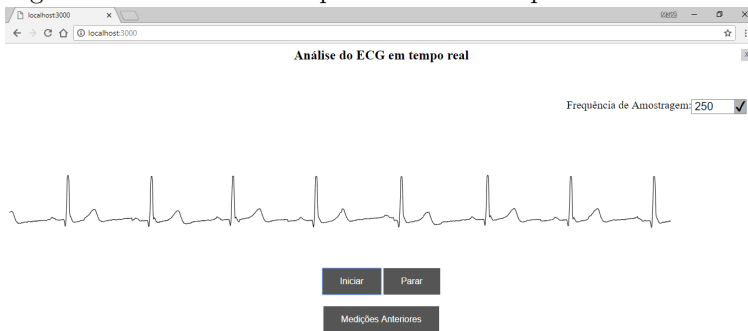 localhost:3000
localhost:3000
Análise do ECG em tempo real
Frequência de Amostragem: 250
Iniciar
Parar
Medições Anteriores